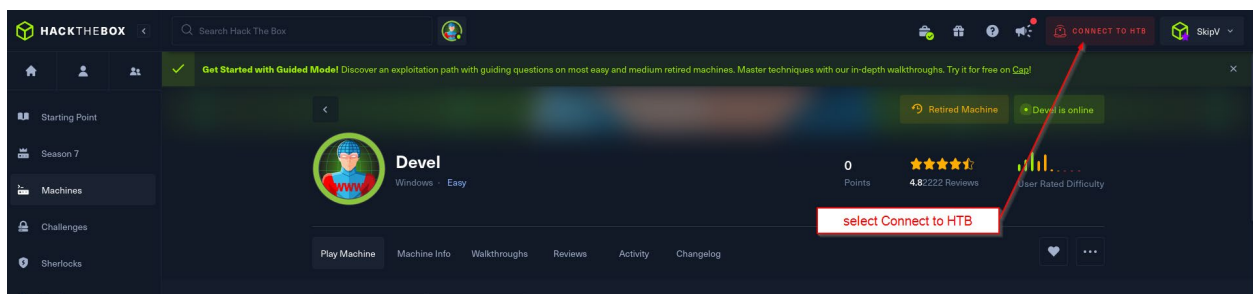 HACKTHEBOX
Search Hack The Box
CONNECT TO HTB
SkipV
Get Started with Guided Mode! Discover an exploitation path with guiding questions on most easy and medium retired machines. Master techniques with our in-depth walkthroughs. Try it for free on Cap!
Starting Point
Season 7
Machines
Challenges
Sherlocks
Retired Machine
Devel is online
WWW
Devel
Windows · Easy
0
Points
4.8 2222 Reviews
User Rated Difficulty
select Connect to HTB
Play Machine
Machine Info
Walkthroughs
Reviews
Activity
Changelog